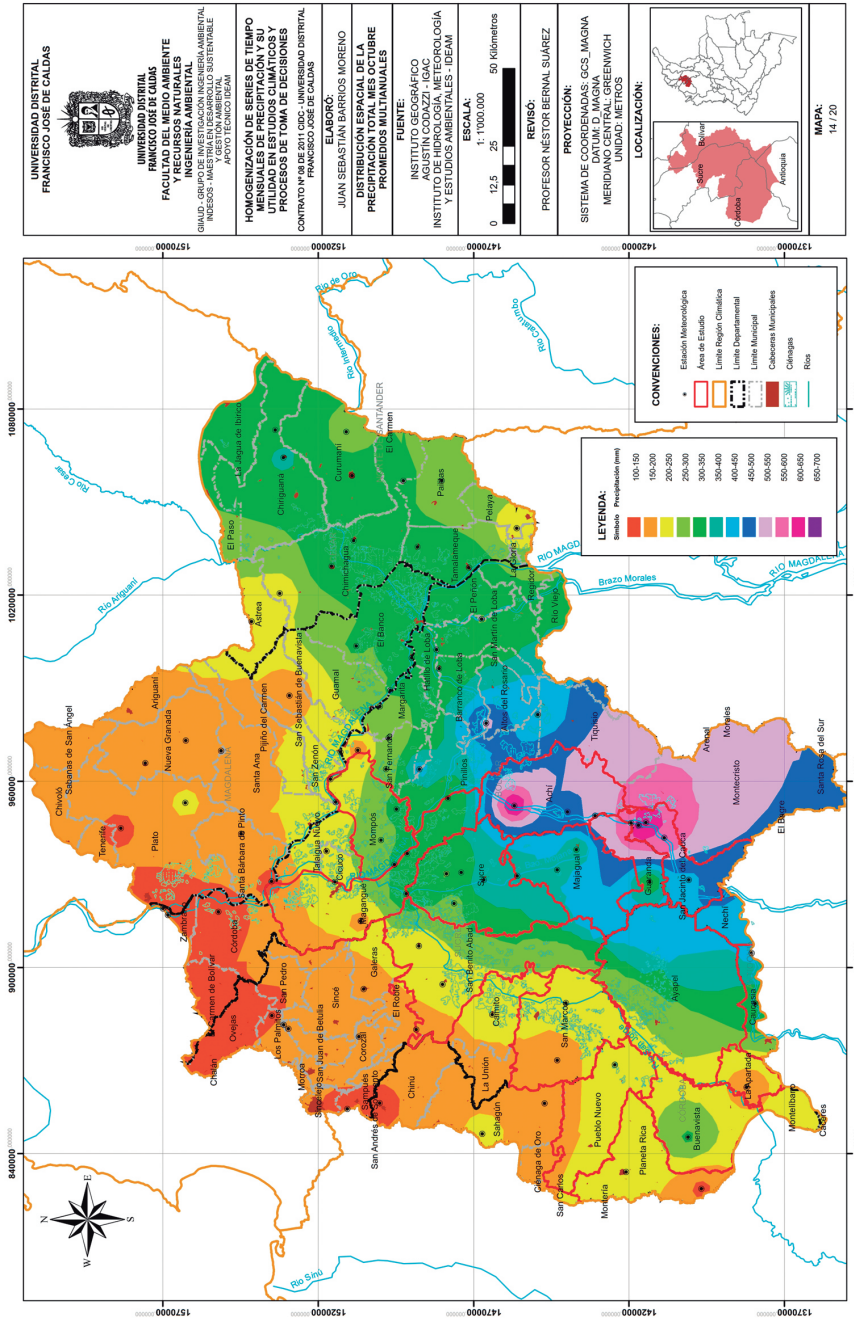 UNIVERSIDAD DISTRITAL
FRANCISCO JOSÉ DE CALDAS
UNIVERSIDAD DISTRITAL
FRANCISCO JOSÉ DE CALDAS
FACULTAD DEL MEDIO AMBIENTE
Y RECURSOS NATURALES
INGENIERÍA AMBIENTAL
GIIAUD - GRUPO DE INVESTIGACIÓN INGENIERÍA AMBIENTAL
INDESOS - MAESTRÍA EN DESARROLLO SUSTENTABLE
Y GESTIÓN AMBIENTAL
APOYO TÉCNICO IDEAM
HOMOGENIZACIÓN DE SERIES DE TIEMPO
MENSUALES DE PRECIPITACIÓN Y SU
UTILIDAD EN ESTUDIOS CLIMÁTICOS Y
PROCESOS DE TOMA DE DECISIONES
CONTRATO Nº 08 DE 2011 CIDC - UNIVERSIDAD DISTRITAL
FRANCISCO JOSÉ DE CALDAS
ELABORÓ:
JUAN SEBASTIÁN BARRIOS MORENO
DISTRIBUCIÓN ESPACIAL DE LA
PRECIPITACIÓN TOTAL MES OCTUBRE
PROMEDIOS MULTIANUALES
FUENTE:
INSTITUTO GEOGRÁFICO
AGUSTÍN CODAZZI - IGAC
INSTITUTO DE HIDROLOGÍA, METEOROLOGÍA
Y ESTUDIOS AMBIENTALES - IDEAM
ESCALA:
1: 1'000.000
0 12,5 25 50 Kilómetros
REVISÓ:
PROFESOR NÉSTOR BERNAL SUÁREZ
PROYECCIÓN:
SISTEMA DE COORDENADAS: GCS_MAGNA
DATUM: D_MAGNA
MERIDIANO CENTRAL: GREENWICH
UNIDAD: METROS
LOCALIZACIÓN:
Sucre
Bolívar
Córdoba
Antioquia
MAPA:
14 / 20
840000
900000
960000
1020000
1080000
1570000
1520000
1470000
1420000
1370000
N
E
S
W
Río Sinú
Río Ariguaní
Río Cesar
Río de Oro
Río Intermedio
Río Catatumbo
Brazo Morales
RÍO MAGDALENA
Chivoló
Sabanas de San Ángel
Tenerife
Plato
Nueva Granada
Ariguaní
MAGDALENA
Zambrano
Santa Bárbara de Pinto
Santa Ana
Pijiño del Carmen
Córdoba
El Carmen de Bolívar
Chalán
Ovejas
San Pedro
Los Palmitos
Morroa
San Juan de Betulia
Sincelejo
Sincé
Corozal
Galeras
Sampués
San Andrés de Sotavento
El Roble
Chinú
Magangué
Cicuco
Talaigua Nuevo
San Zenón
San Sebastián de Buenavista
Guamal
Astrea
El Paso
La Jagua de Ibirico
Chiriguaná
Curumaní
El Carmen
Chimichagua
Pailitas
Pelaya
Tamalameque
La Gloria
El Banco
El Peñón
Regidor
Río Viejo
San Martín de Loba
Hatillo de Loba
Barranco de Loba
Altos del Rosario
Margarita
San Fernando
Mompós
Pinillos
Tiquisio
Achí
Arenal
Morales
Montecristo
Santa Rosa del Sur
El Bagre
Sucre
Majagual
Guaranda
San Jacinto del Cauca
Nechí
Ayapel
Caucasia
San Benito Abad
Caimito
San Marcos
La Unión
Sahagún
Ciénaga de Oro
Pueblo Nuevo
San Carlos
Planeta Rica
Montería
CÓRDOBA
Buenavista
La Apartada
Montelíbano
Cáceres
LEYENDA:
Símbolo Precipitación (mm)
100-150
150-200
200-250
250-300
300-350
350-400
400-450
450-500
500-550
550-600
600-650
650-700
CONVENCIONES:
Estación Meteorológica
Área de Estudio
Límite Región Climática
Límite Departamental
Límite Municipal
Cabeceras Municipales
Ciénagas
Ríos